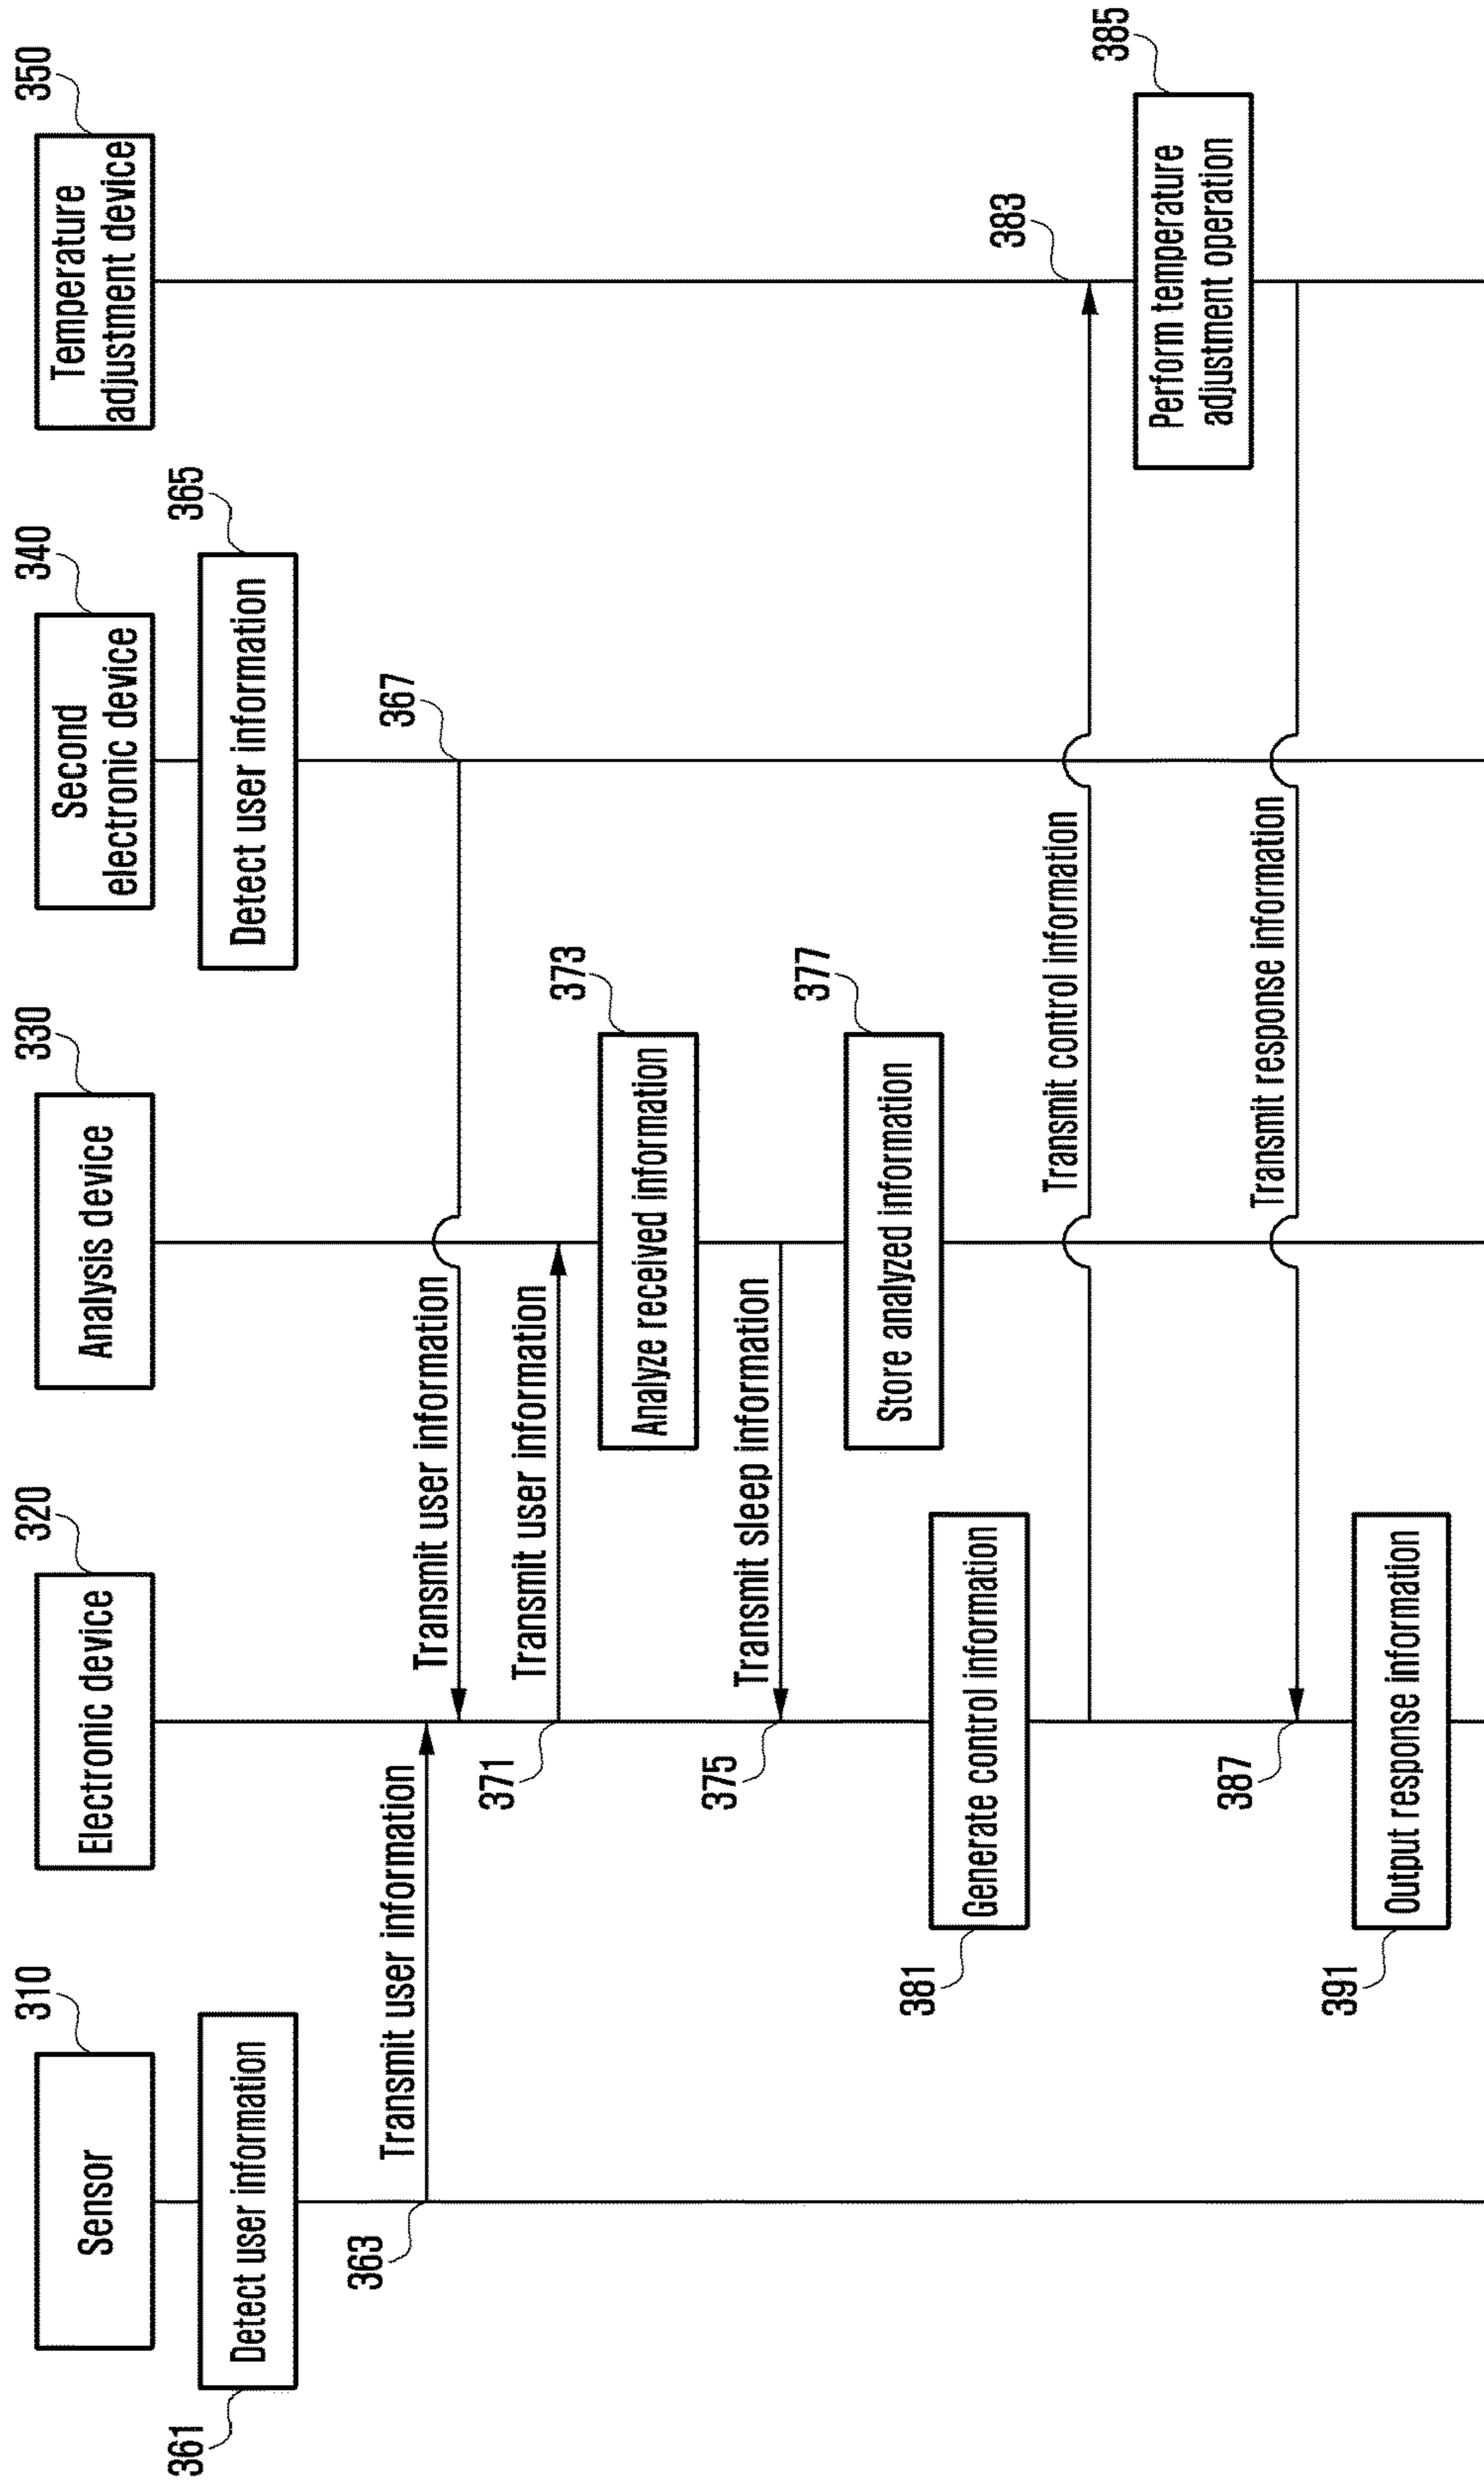 310
Sensor
320
Electronic device
330
Analysis device
340
Second
electronic device
350
Temperature
adjustment device
361
Detect user information
365
Detect user information
363
Transmit user information
367
Transmit user information
371
Transmit user information
373
Analyze received information
375
Transmit sleep information
377
Store analyzed information
381
Generate control information
383
Transmit control information
385
Perform temperature
adjustment operation
387
Transmit response information
391
Output response information